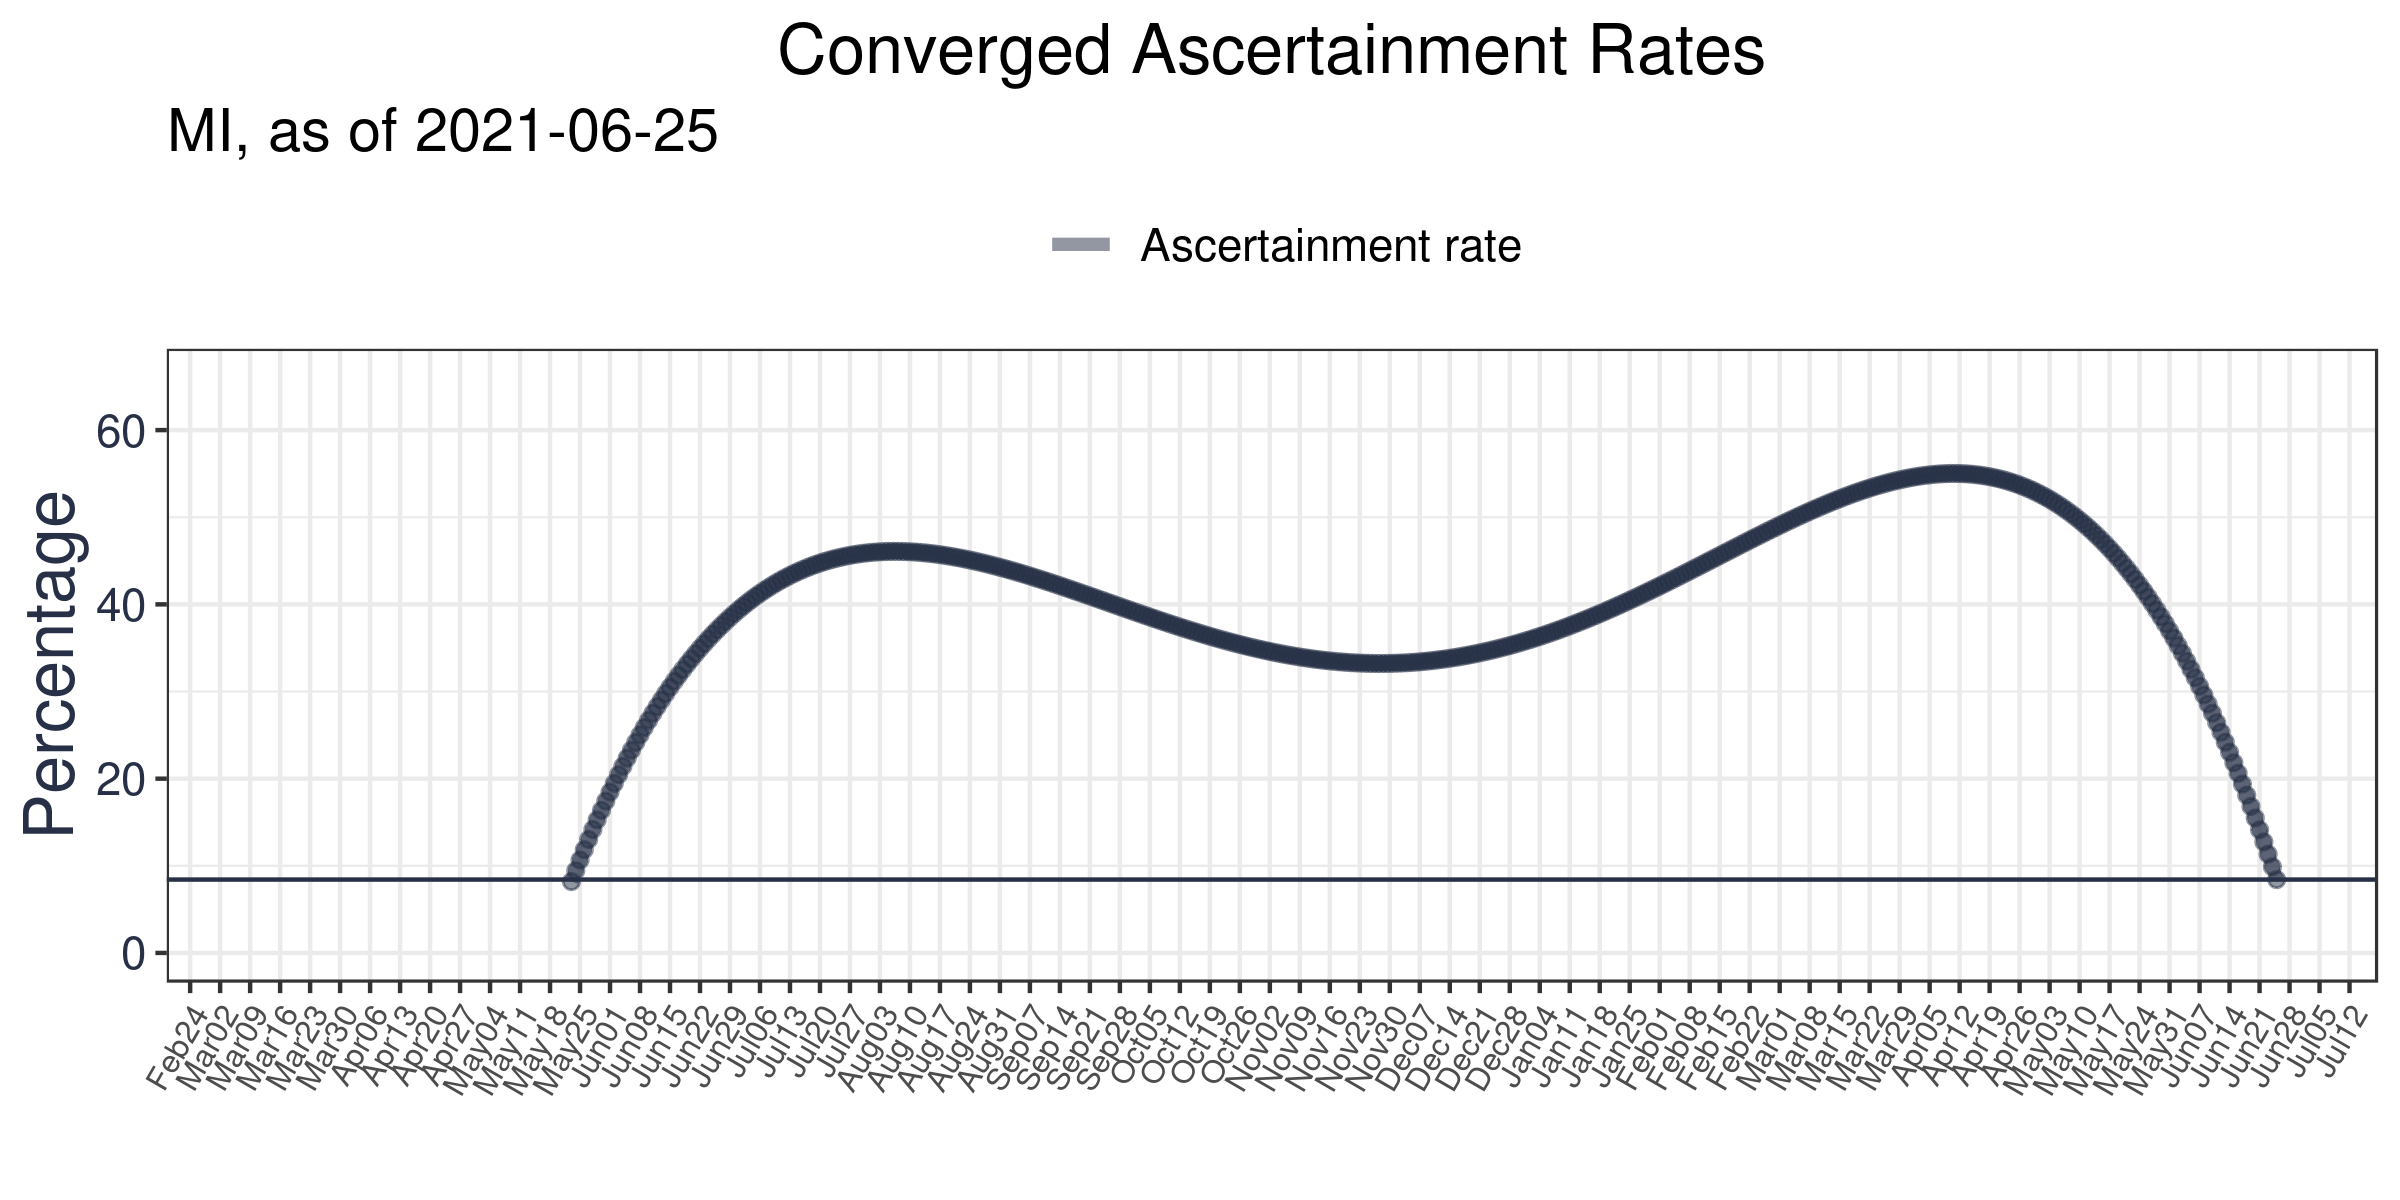 Converged Ascertainment Rates
MI, as of 2021-06-25
Ascertainment rate
Percentage
60
40
20
0
Feb24 Mar02 Mar09 Mar16 Mar23 Mar30 Apr06 Apr13 Apr20 Apr27 May04 May11 May18 May25 Jun01 Jun08 Jun15 Jun22 Jun29 Jul06 Jul13 Jul20 Jul27 Aug03 Aug10 Aug17 Aug24 Aug31 Sep07 Sep14 Sep21 Sep28 Oct05 Oct12 Oct19 Oct26 Nov02 Nov09 Nov16 Nov23 Nov30 Dec07 Dec14 Dec21 Dec28 Jan04 Jan11 Jan18 Jan25 Feb01 Feb08 Feb15 Feb22 Mar01 Mar08 Mar15 Mar22 Mar29 Apr05 Apr12 Apr19 Apr26 May03 May10 May17 May24 May31 Jun07 Jun14 Jun21 Jun28 Jul05 Jul12